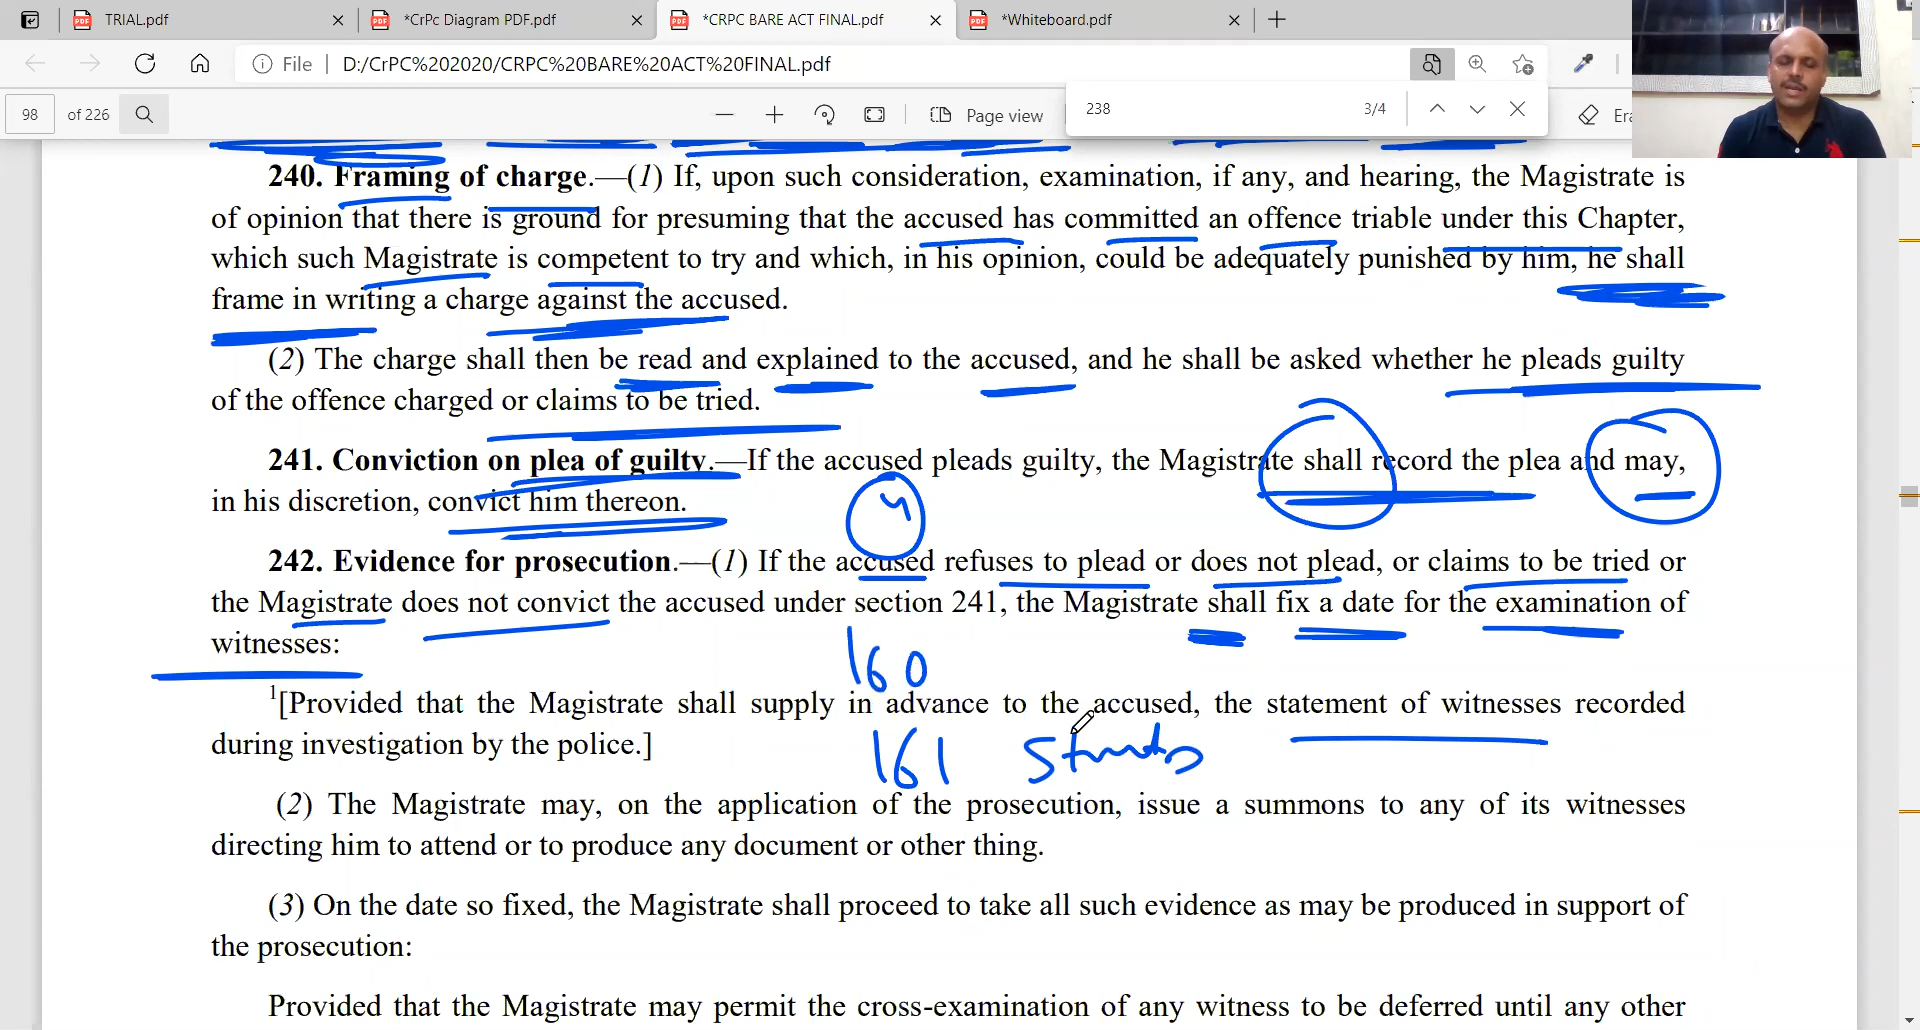 TRIAL.pdf
*CrPc Diagram PDF.pdf
*CRPC BARE ACT FINAL.pdf
*Whiteboard.pdf
File
D:/CrPC%202020/CRPC%20BARE%20ACT%20FINAL.pdf
98 of 226
Page view
238 3/4
Era
240. Framing of charge.—(1) If, upon such consideration, examination, if any, and hearing, the Magistrate is
of opinion that there is ground for presuming that the accused has committed an offence triable under this Chapter,
which such Magistrate is competent to try and which, in his opinion, could be adequately punished by him, he shall
frame in writing a charge against the accused.
(2) The charge shall then be read and explained to the accused, and he shall be asked whether he pleads guilty
of the offence charged or claims to be tried.
241. Conviction on plea of guilty.—If the accused pleads guilty, the Magistrate shall record the plea and may,
in his discretion, convict him thereon.
4
242. Evidence for prosecution.—(1) If the accused refuses to plead or does not plead, or claims to be tried or
the Magistrate does not convict the accused under section 241, the Magistrate shall fix a date for the examination of
witnesses:
160
1[Provided that the Magistrate shall supply in advance to the accused, the statement of witnesses recorded
during investigation by the police.]
161
(2) The Magistrate may, on the application of the prosecution, issue a summons to any of its witnesses
directing him to attend or to produce any document or other thing.
(3) On the date so fixed, the Magistrate shall proceed to take all such evidence as may be produced in support of
the prosecution:
Provided that the Magistrate may permit the cross-examination of any witness to be deferred until any other